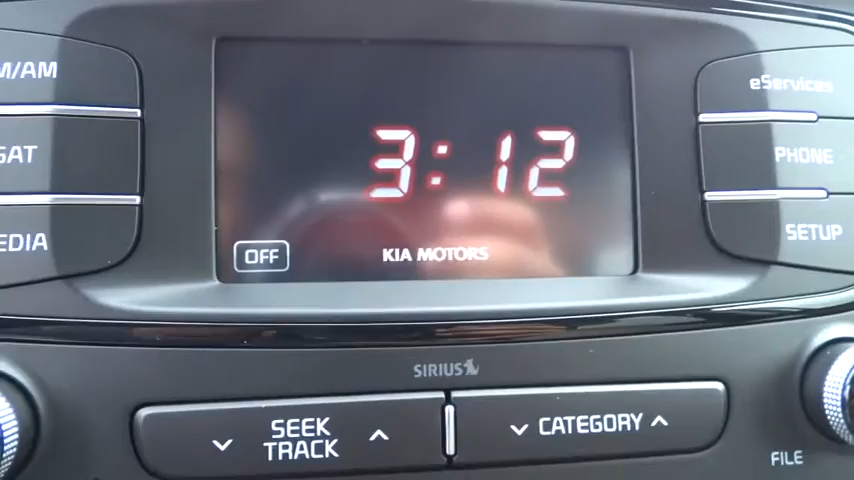 M/AM
eServices
3:12
SAT
PHONE
EDIA
SETUP
OFF
KIA MOTORS
SIRIUS
SEEK
TRACK
CATEGORY
FILE